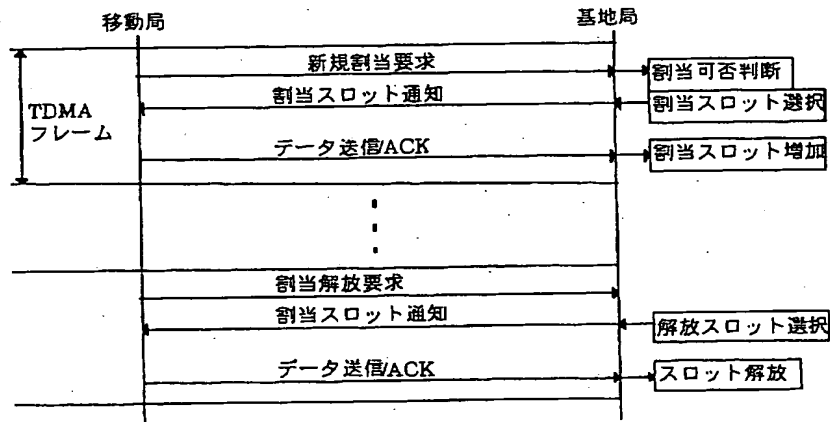 移動局
基地局
新規割当要求
割当可否判断
割当スロット通知
割当スロット選択
TDMA
フレーム
データ送信/ACK
割当スロット増加
割当解放要求
割当スロット通知
解放スロット選択
データ送信/ACK
スロット解放